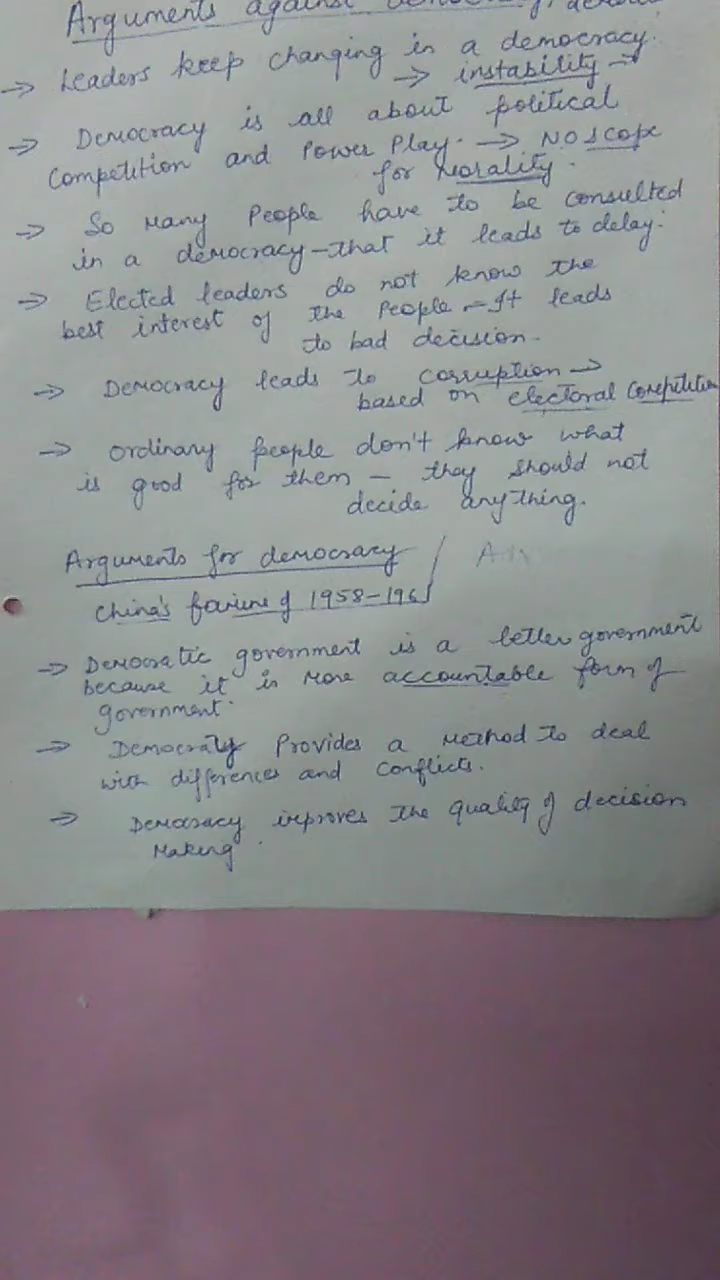 Arguments against democracy,
→ Leaders keep changing in a democracy.
→ instability →
→ Democracy is all about political
Competition and Power Play. → NO scope
for Morality.
→ So Many People have to be consulted
in a democracy - that it leads to delay.
→ Elected leaders do not know the
best interest of the People - It leads
to bad decision.
→ Democracy leads to corruption →
based on electoral Competition
→ ordinary people don't know what
is good for them - they should not
decide anything.
Arguments for democracy /
China's famine of 1958-1961
→ Democratic government is a better government
because it is More accountable form of
government.
→ Democraty Provides a Method to deal
with differences and Conflicts.
→ Democracy improves the quality of decision
Making.